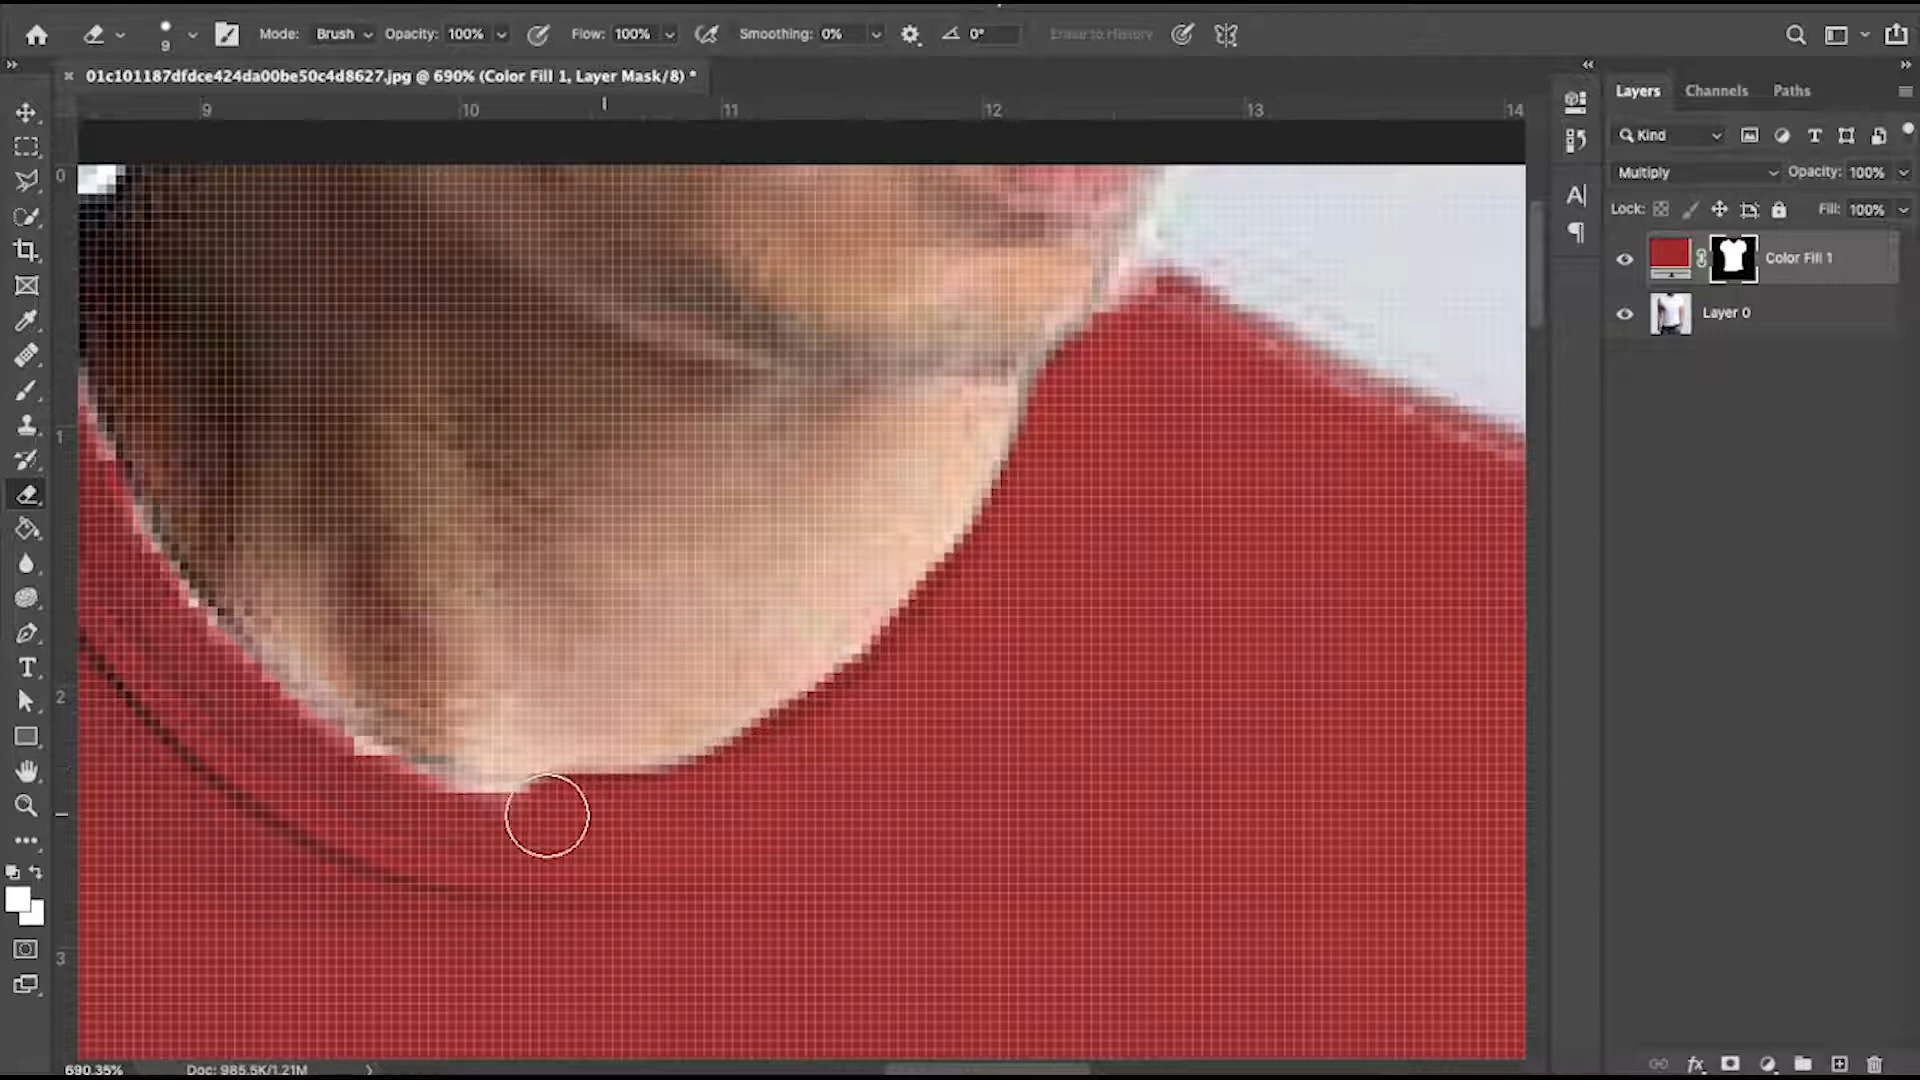 9 Mode: Brush Opacity: 100% Flow: 100% Smoothing: 0% 0° Erase to History
01c101187dfdce424da00be50c4d8627.jpg @ 690% (Color Fill 1, Layer Mask/8) *
9 10 11 12 13 14
0
1
2
3
Layers Channels Paths
Kind
Multiply Opacity: 100%
Lock: Fill: 100%
Color Fill 1
Layer 0
690.35% Doc: 985.5K/1.21M